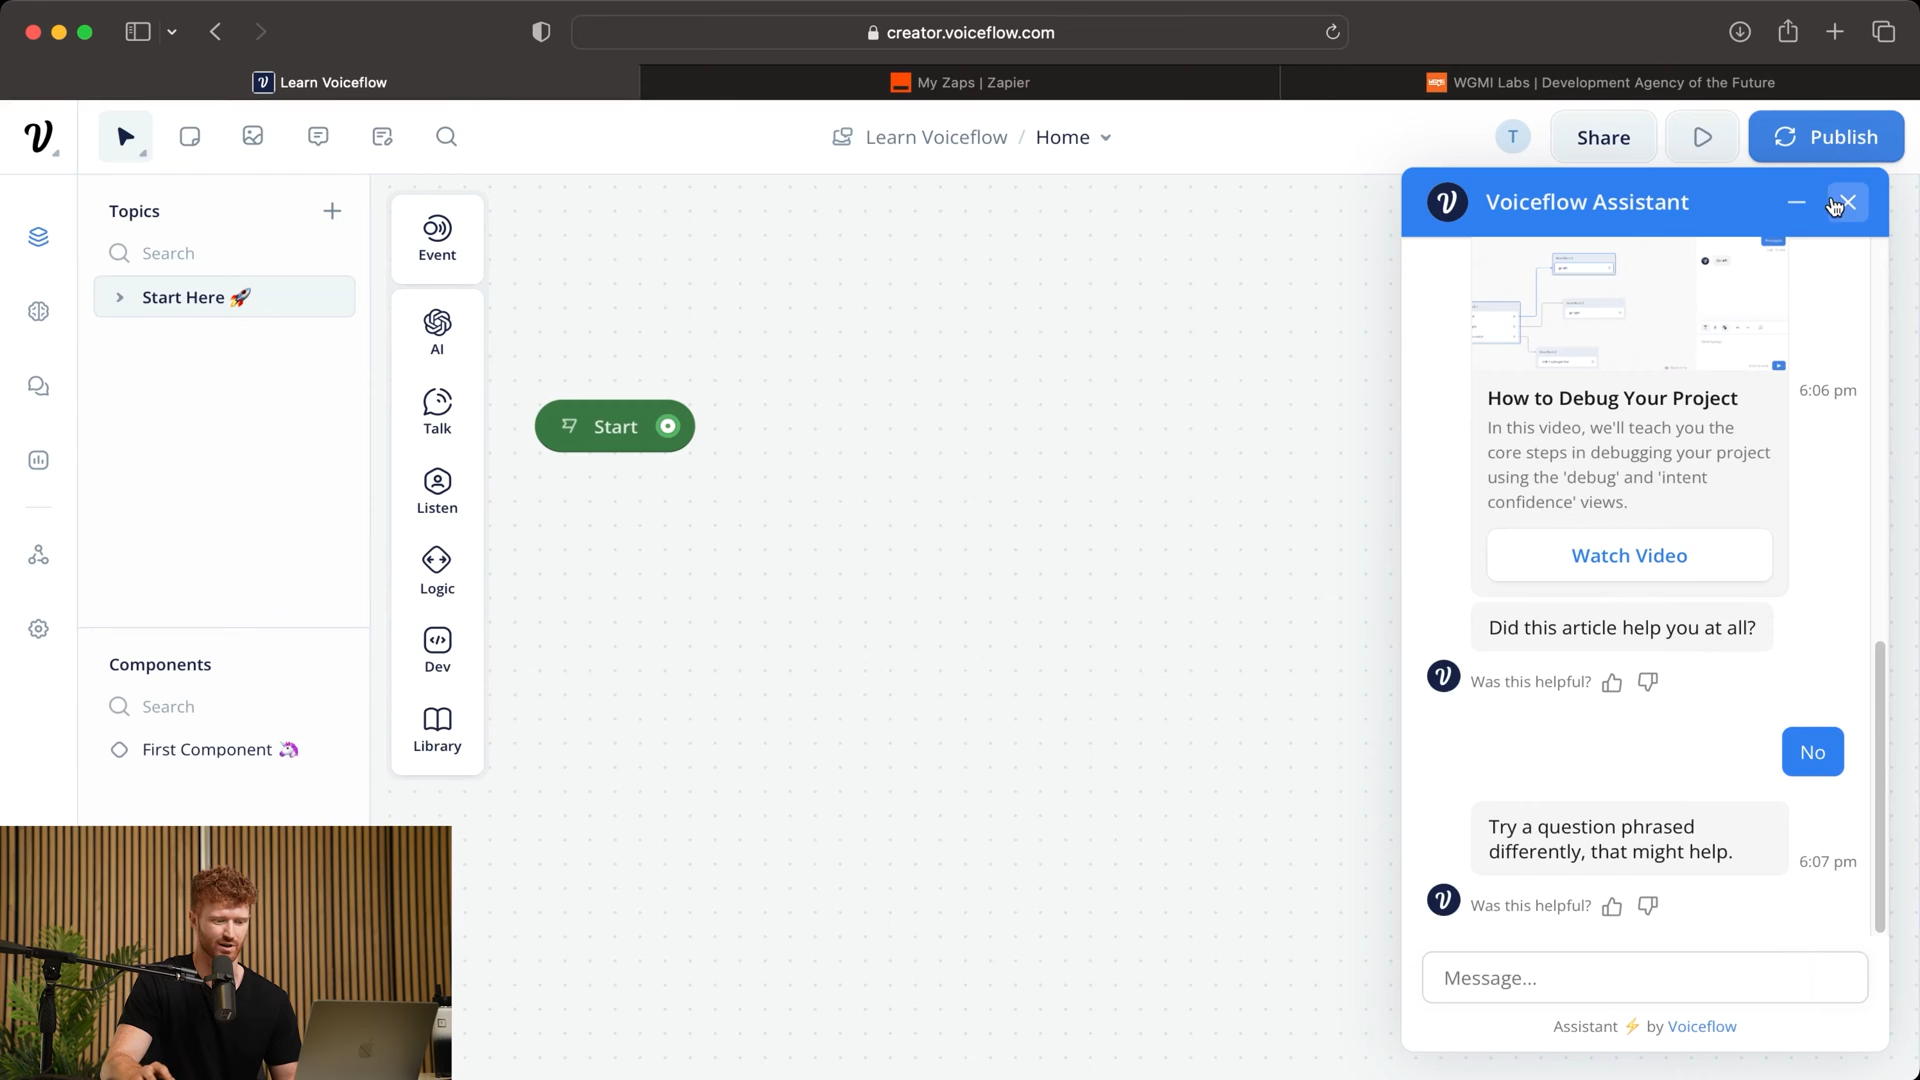 creator.voiceflow.com
Learn Voiceflow
My Zaps | Zapier
WGMI Labs | Development Agency of the Future
Learn Voiceflow / Home
T
Share
Publish
Topics
Search
Start Here 🚀
Components
Search
First Component 🦄
Event
AI
Talk
Listen
Logic
Dev
Library
Start
Voiceflow Assistant
6:06 pm
How to Debug Your Project
In this video, we'll teach you the
core steps in debugging your project
using the 'debug' and 'intent
confidence' views.
Watch Video
Did this article help you at all?
Was this helpful?
No
Try a question phrased
differently, that might help.
6:07 pm
Was this helpful?
Message...
Assistant ⚡ by Voiceflow